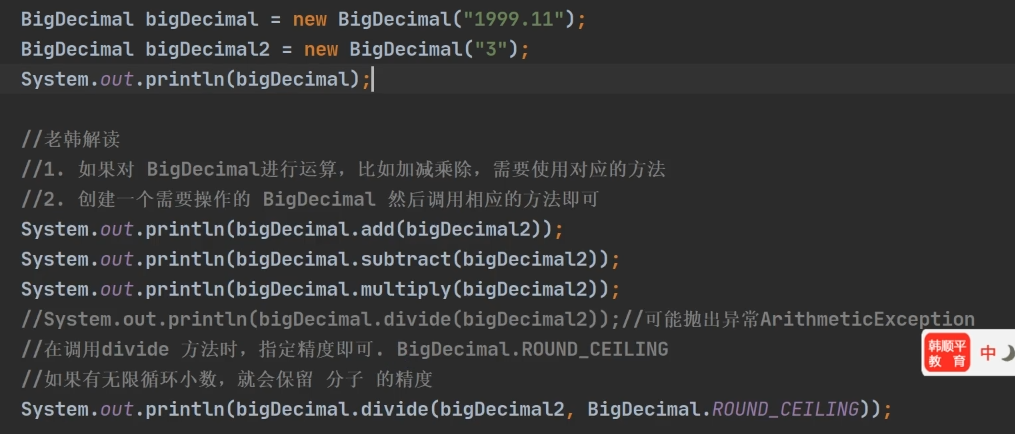 BigDecimal bigDecimal = new BigDecimal("1999.11");
BigDecimal bigDecimal2 = new BigDecimal("3");
System.out.println(bigDecimal);
//老韩解读
//1. 如果对 BigDecimal进行运算，比如加减乘除，需要使用对应的方法
//2. 创建一个需要操作的 BigDecimal 然后调用相应的方法即可
System.out.println(bigDecimal.add(bigDecimal2));
System.out.println(bigDecimal.subtract(bigDecimal2));
System.out.println(bigDecimal.multiply(bigDecimal2));
//System.out.println(bigDecimal.divide(bigDecimal2));//可能抛出异常ArithmeticException
//在调用divide 方法时，指定精度即可. BigDecimal.ROUND_CEILING
//如果有无限循环小数，就会保留 分子 的精度
System.out.println(bigDecimal.divide(bigDecimal2, BigDecimal.ROUND_CEILING));
韩顺平
教 育
中